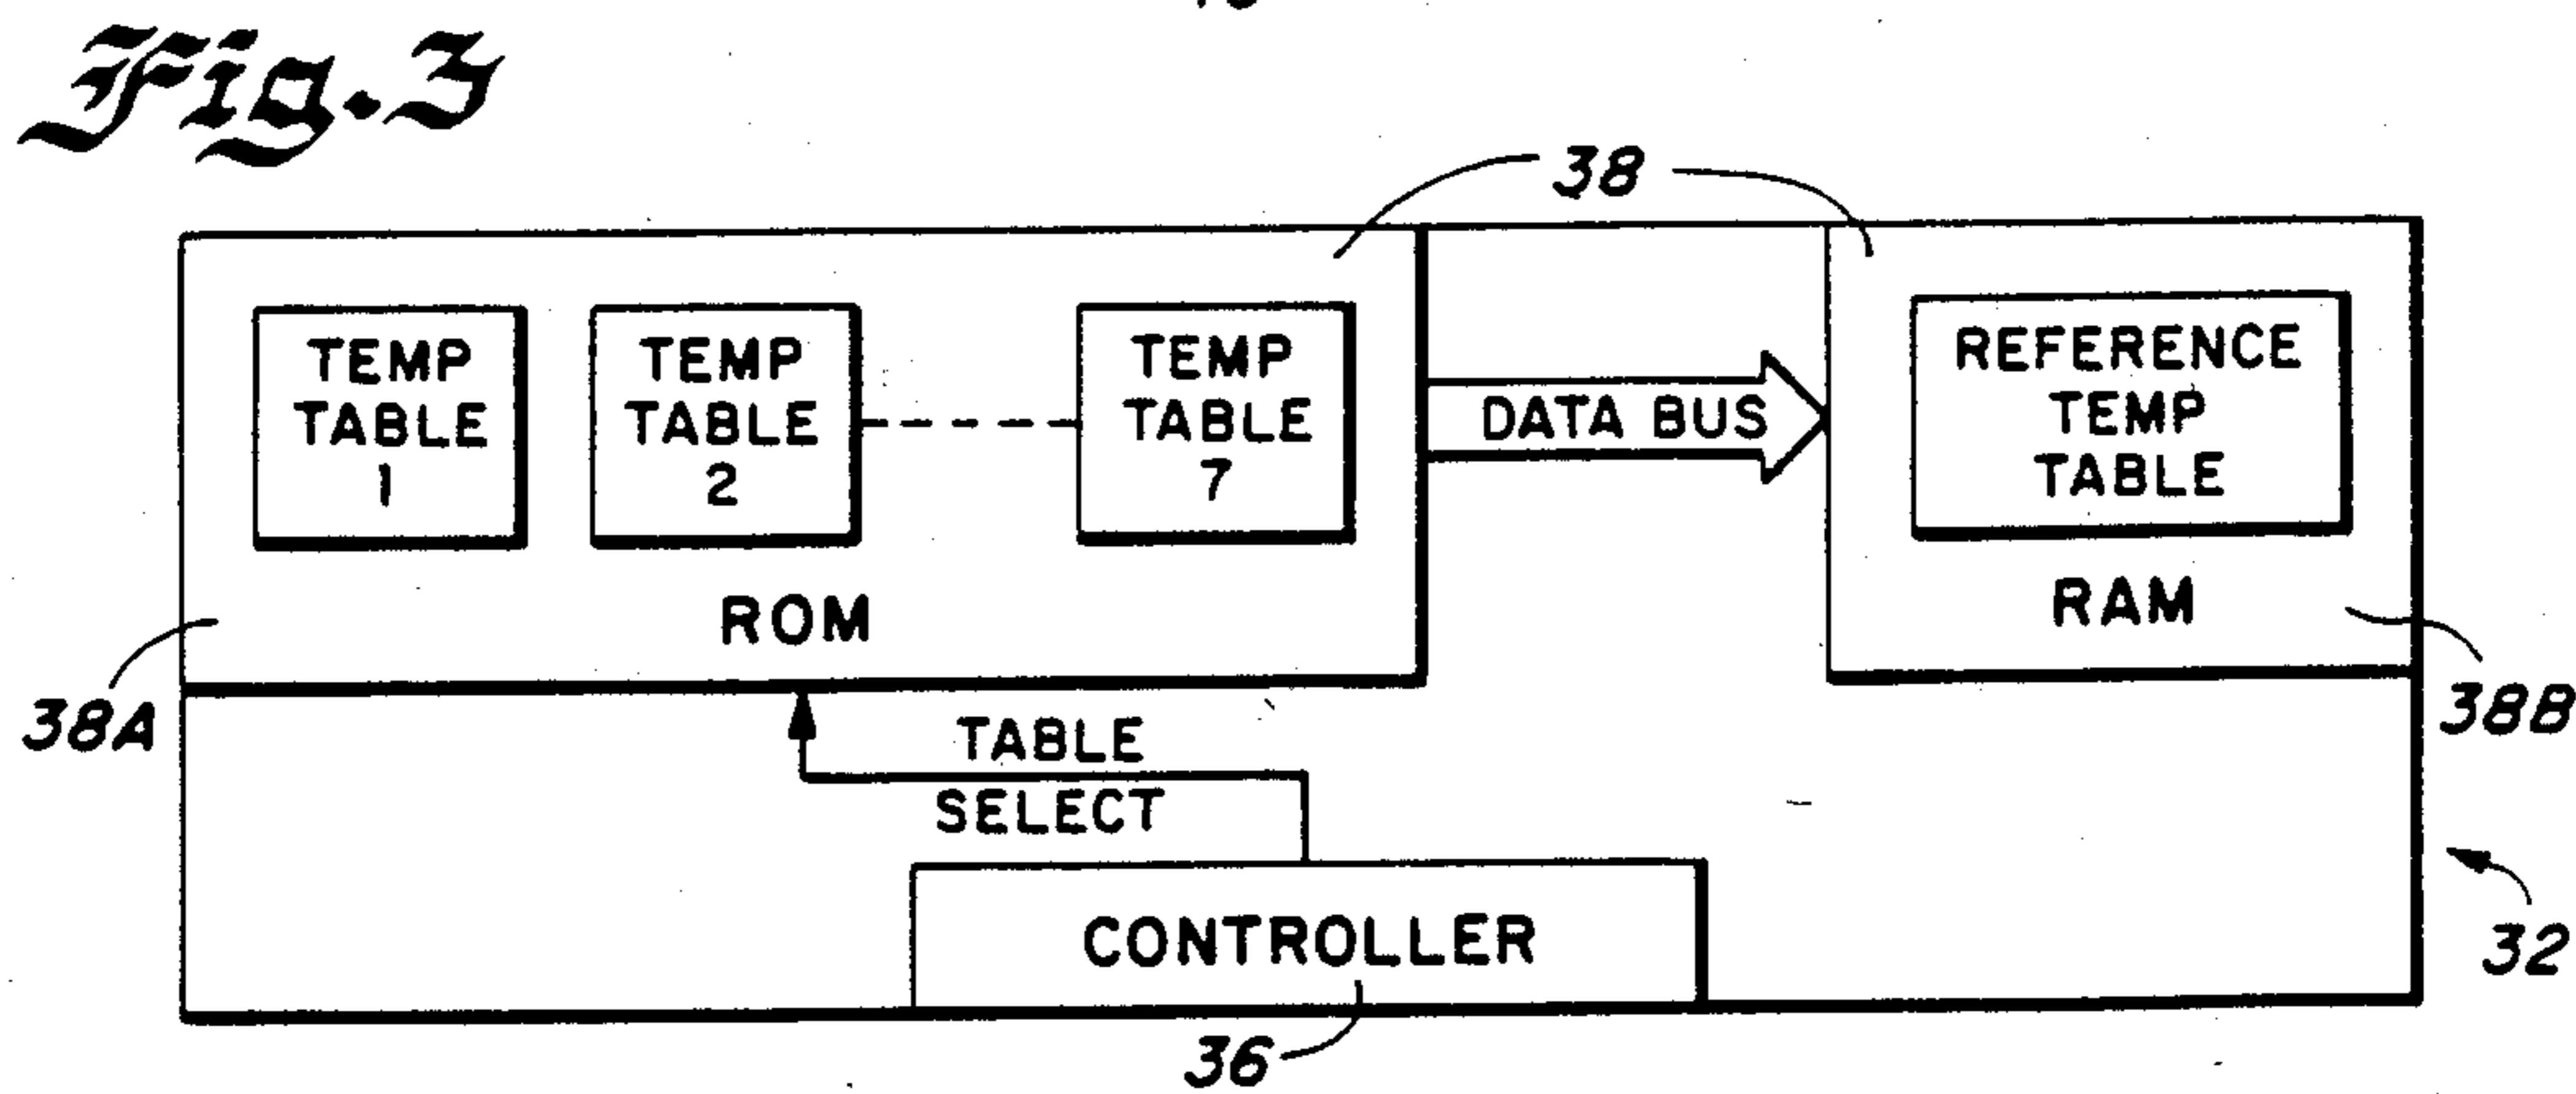 Fig. 3
38
TEMP
TABLE
1
TEMP
TABLE
2
TEMP
TABLE
7
ROM
DATA BUS
REFERENCE
TEMP
TABLE
RAM
38A
38B
TABLE
SELECT
CONTROLLER
32
36